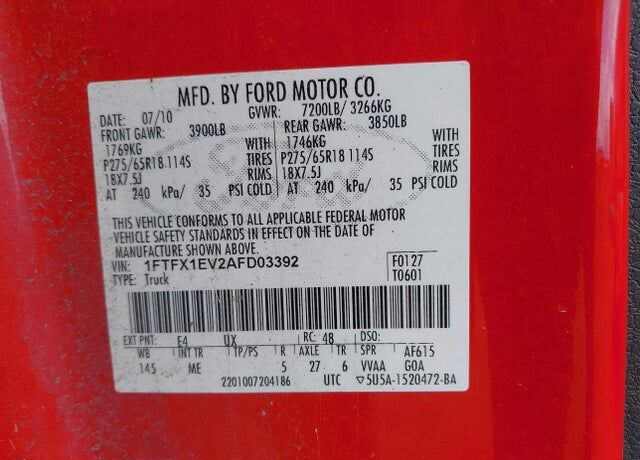 MFD. BY FORD MOTOR CO.
DATE: 07/10 GVWR: 7200LB/ 3266KG
FRONT GAWR: 3900LB REAR GAWR: 3850LB
1769KG WITH 1746KG WITH
P275/65R18 114S TIRES P275/65R18 114S TIRES
18X7.5J RIMS 18X7.5J RIMS
AT 240 kPa/ 35 PSI COLD AT 240 kPa/ 35 PSI COLD
THIS VEHICLE CONFORMS TO ALL APPLICABLE FEDERAL MOTOR
VEHICLE SAFETY STANDARDS IN EFFECT ON THE DATE OF
MANUFACTURE SHOWN ABOVE.
VIN: 1FTFX1EV2AFD03392 F0127
TYPE: Truck T0601
EXT PNT: E4 UX RC: 48 DSO:
WB INT TR TP/PS R AXLE TR SPR AF615
145 ME 5 27 6 VVAA GOA
2201007204186 UTC ▽5U5A-1520472-BA